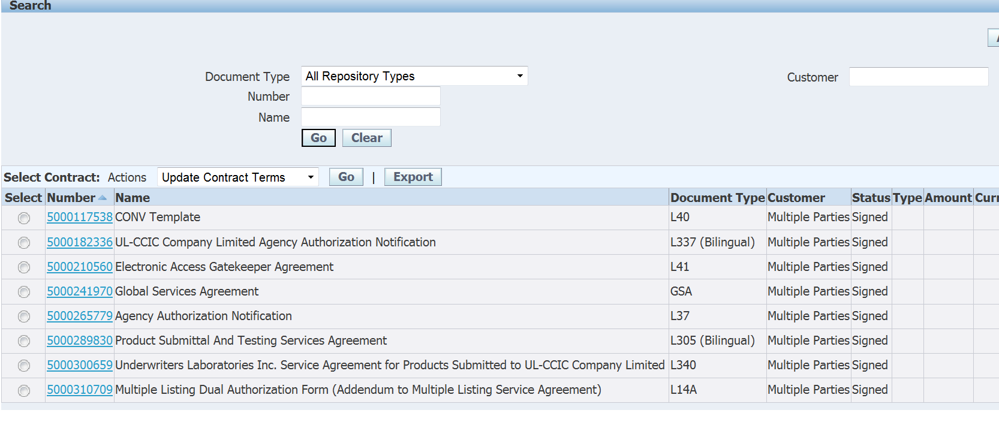 Search
Document Type All Repository Types Customer
Number
Name
Go Clear
Select Contract: Actions Update Contract Terms Go | Export
Select Number Name Document Type Customer Status Type Amount Curr
5000117538 CONV Template L40 Multiple Parties Signed
5000182336 UL-CCIC Company Limited Agency Authorization Notification L337 (Bilingual) Multiple Parties Signed
5000210560 Electronic Access Gatekeeper Agreement L41 Multiple Parties Signed
5000241970 Global Services Agreement GSA Multiple Parties Signed
5000265779 Agency Authorization Notification L37 Multiple Parties Signed
5000289830 Product Submittal And Testing Services Agreement L305 (Bilingual) Multiple Parties Signed
5000300659 Underwriters Laboratories Inc. Service Agreement for Products Submitted to UL-CCIC Company Limited L340 Multiple Parties Signed
5000310709 Multiple Listing Dual Authorization Form (Addendum to Multiple Listing Service Agreement) L14A Multiple Parties Signed